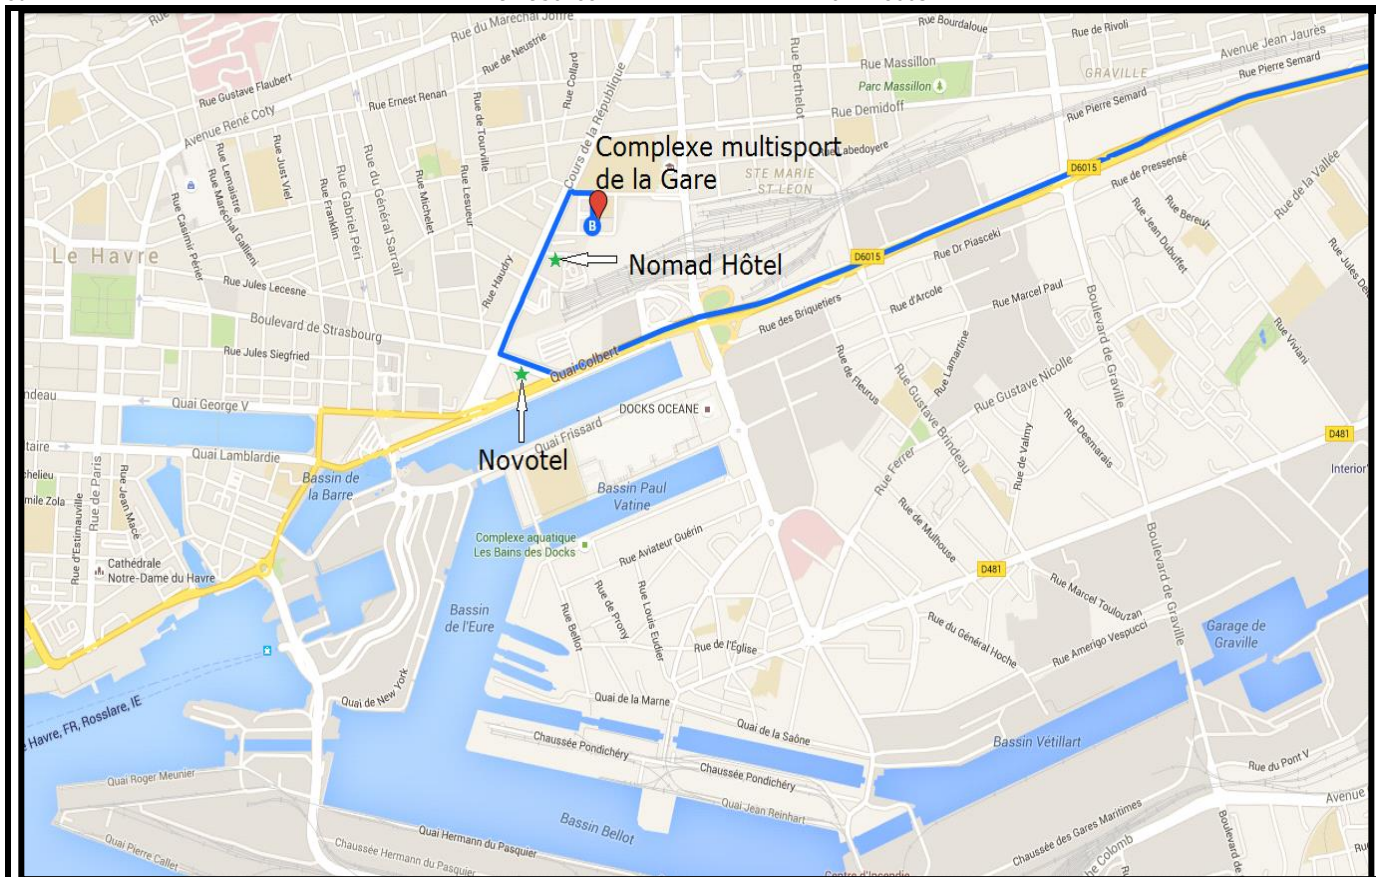 Rue du Maréchal Joffre
Rue Bourdaloue
Rue de Rivoli
Avenue Jean Jaurès
Rue de Neustrie
Rue Collard
Cours de la République
Rue Berthelot
Rue Massillon
GRAVILLE
Rue Pierre Semard
Rue Gustave Flaubert
Rue Ernest Renan
Parc Massillon
Rue Demidoff
Rue Pierre Semard
Avenue René Coty
Rue de Tourville
Complexe multisport
de la Gare
STE MARIE
ST LEON
D6015
Rue de Pressensé
Rue de la Vallée
Rue Lemaistre
Rue Just Viel
Rue du Général Sarrail
Rue Gabriel Péri
Rue Michelet
Rue Lesueur
Rue Maréchal Gallieni
Rue Casimir Périer
Rue Franklin
B
Rue Bereult
Rue Jean Dubuffet
Le Havre
Rue Haudry
Nomad Hôtel
D6015
Rue Dr Piasceki
Rue Jules Lecesne
Rue d'Arcole
Rue Marcel Paul
Boulevard de Graville
Rue des Briquetiers
Boulevard de Strasbourg
Rue Jules Siegfried
Quai Colbert
Rue de Fleurus
Rue Lamartine
Rue Gustave Nicolle
Rue Viviani
Quai George V
DOCKS OCEANE
Rue Gustave Brindeau
Quai Frissard
Rue Desmarais
D481
Quai Lamblardie
Novotel
Rue Ferrer
Rue de Valmy
Rue de Paris
Rue Jean Macé
Rue d'Estimauville
Bassin de
la Barre
Bassin Paul
Vatine
Rue de Mulhouse
Boulevard de Graville
Complexe aquatique
Les Bains des Docks
Rue Aviateur Guérin
Cathédrale
Notre-Dame du Havre
D481
Rue Marcel Toulouzan
Bassin
de l'Eure
Rue Bellot
Rue de Prony
Rue Louis Eudier
Rue de l'Église
Rue du Général Hoche
Rue Amerigo Vespucci
Garage de
Graville
Quai de New York
Quai de la Marne
Quai de la Saône
Havre, FR, Rosslare, IE
Bassin Vétillart
Chaussée Pondichéry
Chaussée Pondichéry
Rue du Pont V
Quai Roger Meunier
Quai Jean Reinhart
Avenue
Bassin Bellot
Quai Hermann du Pasquier
Chaussée Hermann du Pasquier
Quai Pierre Callet
Chaussée des Gares Maritimes
Boulevard de